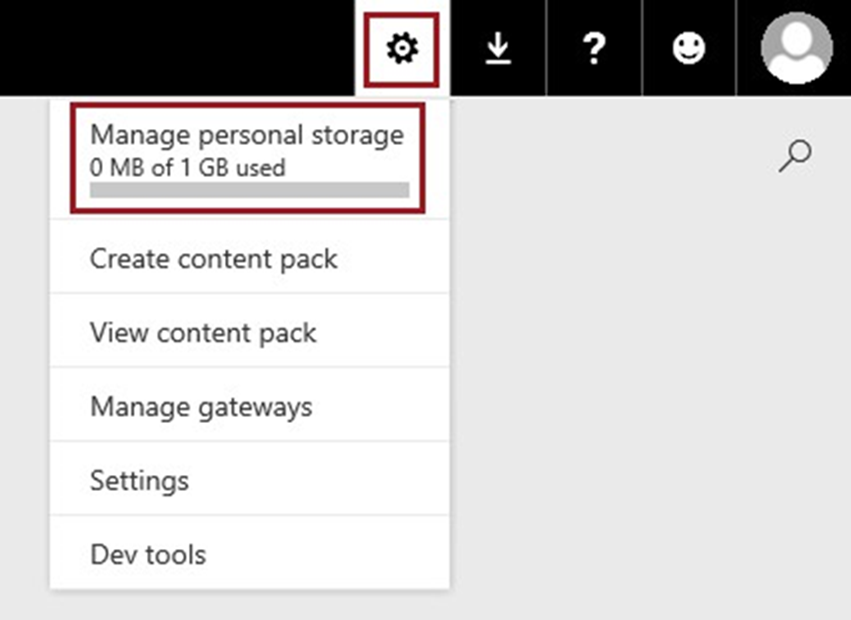 ?
Manage personal storage
0 MB of 1 GB used
Create content pack
View content pack
Manage gateways
Settings
Dev tools